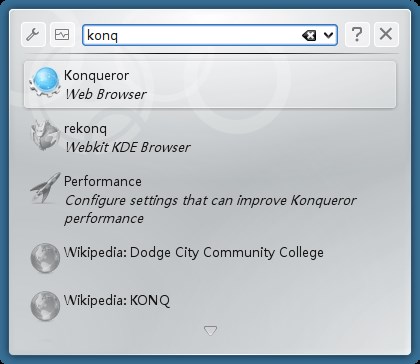 konq
?
Konqueror
Web Browser
rekonq
Webkit KDE Browser
Performance
Configure settings that can improve Konqueror
performance
Wikipedia: Dodge City Community College
Wikipedia: KONQ